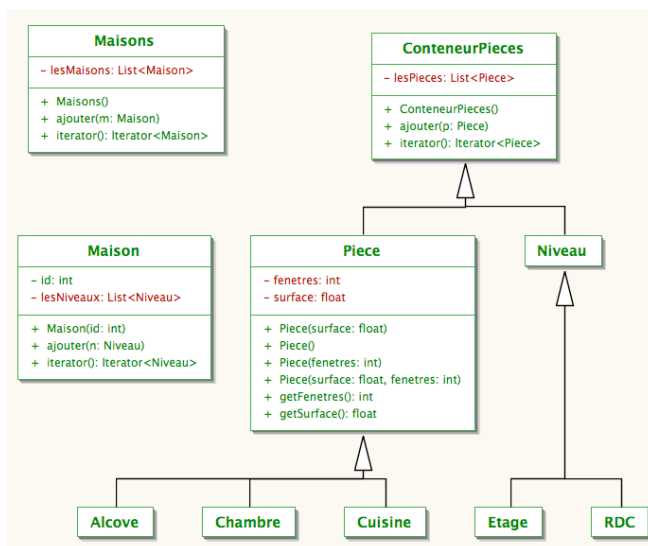 Maisons
- lesMaisons: List<Maison>
+ Maisons()
+ ajouter(m: Maison)
+ iterator(): Iterator<Maison>
ConteneurPieces
- lesPieces: List<Piece>
+ ConteneurPieces()
+ ajouter(p: Piece)
+ iterator(): Iterator<Piece>
Maison
- id: int
- lesNiveaux: List<Niveau>
+ Maison(id: int)
+ ajouter(n: Niveau)
+ iterator(): Iterator<Niveau>
Piece
- fenetres: int
- surface: float
+ Piece(surface: float)
+ Piece()
+ Piece(fenetres: int)
+ Piece(surface: float, fenetres: int)
+ getFenetres(): int
+ getSurface(): float
Niveau
Alcove
Chambre
Cuisine
Etage
RDC